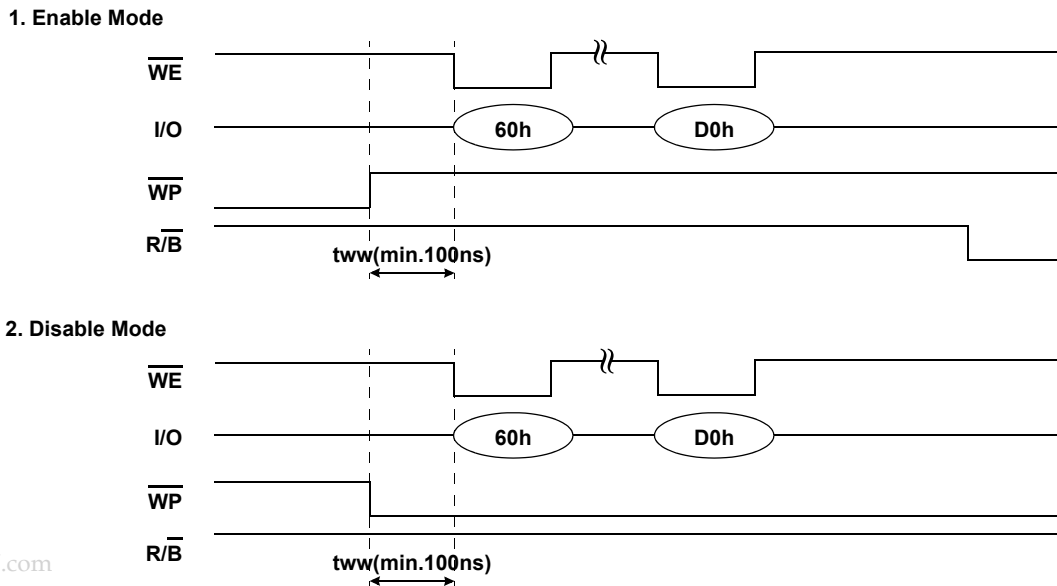 1. Enable Mode
WE
I/O 60h D0h
WP
R/B
tww(min.100ns)
2. Disable Mode
WE
I/O 60h D0h
WP
R/B
tww(min.100ns)
.com